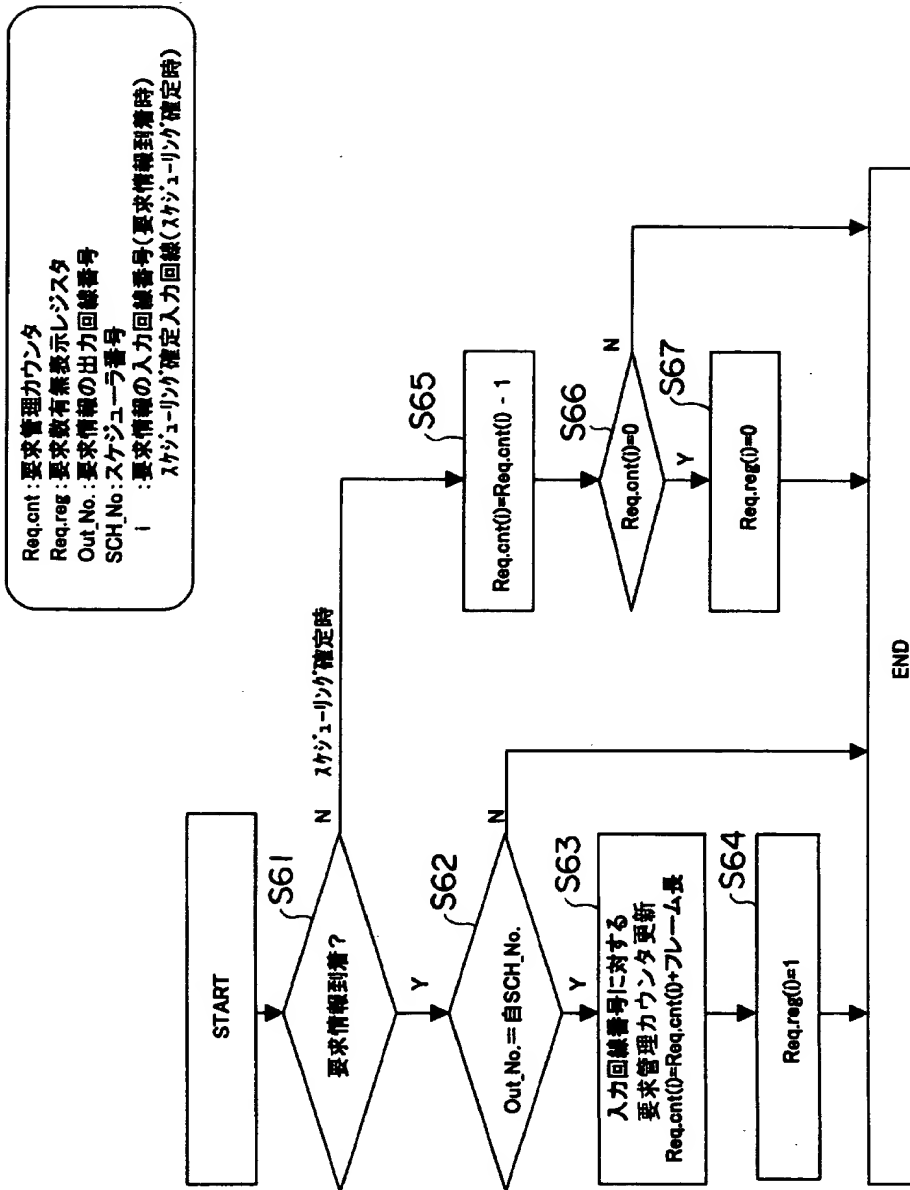 Req.cnt:要求管理カウンタ
Req.reg:要求数有無表示レジスタ
Out_No.:要求情報の出力回線番号
SCH_No:スケジューラ番号
i :要求情報の入力回線番号(要求情報到着時)
スケジューリング確定入力回線(スケジューリング確定時)
START
S61
要求情報到着?
N
スケジューリング確定時
Y
S62
Out_No.=自SCH_No.
N
Y
S63
入力回線番号に対する
要求管理カウンタ更新
Req.cnt(i)=Req.cnt(i)+フレーム長
S64
Req.reg(i)=1
S65
Req.cnt(i)=Req.cnt(i) - 1
S66
Req.cnt(i)=0
N
Y
S67
Req.reg(i)=0
END